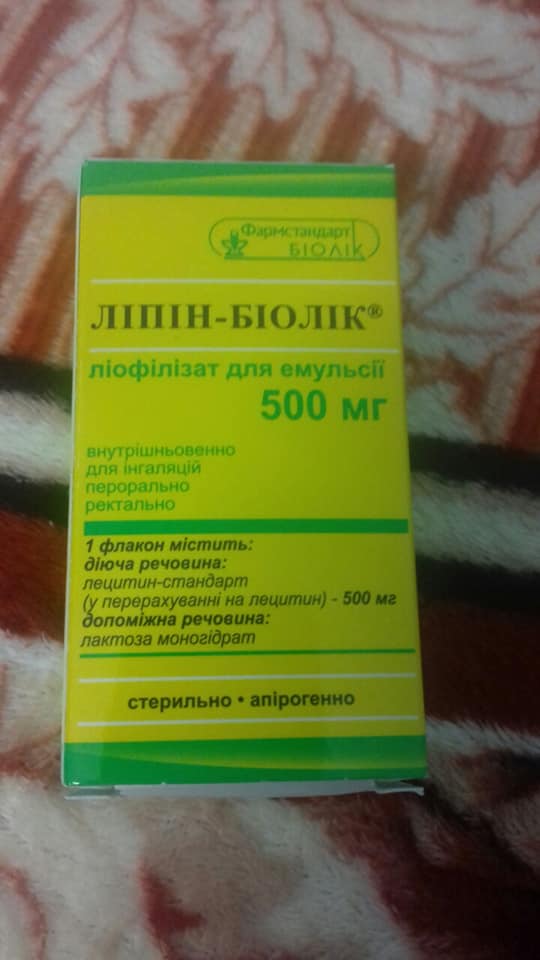 Фармстандарт
БІОЛІК
ЛІПІН-БІОЛІК®
ліофілізат для емульсії
500 мг
внутрішньовенно
для інгаляцій
перорально
ректально
1 флакон містить:
діюча речовина:
лецитин-стандарт
(у перерахуванні на лецитин) - 500 мг
допоміжна речовина:
лактоза моногідрат
стерильно • апірогенно